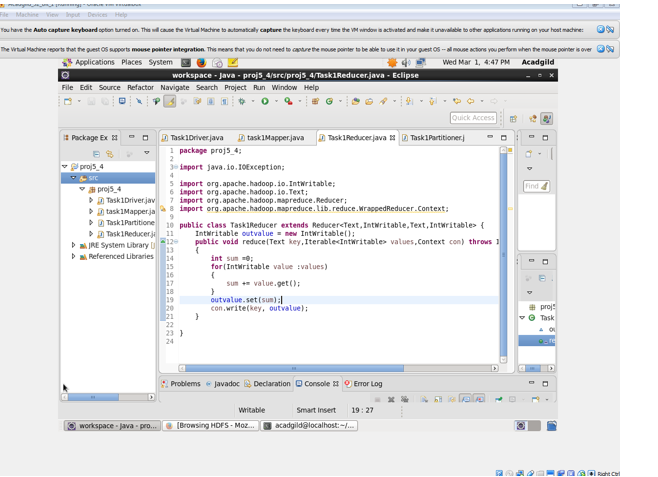 File Machine View Input Devices Help
You have the Auto capture keyboard option turned on. This will cause the Virtual Machine to automatically capture the keyboard every time the VM window is activated and make it unavailable to other applications running on your host machine:
The Virtual Machine reports that the guest OS supports mouse pointer integration. This means that you do not need to capture the mouse pointer to be able to use it in your guest OS -- all mouse actions you perform when the mouse pointer is over
Applications Places System Wed Mar 1, 4:47 PM Acadgild
workspace - Java - proj5_4/src/proj5_4/Task1Reducer.java - Eclipse
File Edit Source Refactor Navigate Search Project Run Window Help
Quick Access
Package Ex
Task1Driver.java task1Mapper.java Task1Reducer.java Task1Partitioner.j
proj5_4
src
proj5_4
Task1Driver.jav
task1Mapper.ja
Task1Partitione
Task1Reducer.j
JRE System Library [
Referenced Libraries
1 package proj5_4;
2
3 import java.io.IOException;
4
5 import org.apache.hadoop.io.IntWritable;
6 import org.apache.hadoop.io.Text;
7 import org.apache.hadoop.mapreduce.Reducer;
8 import org.apache.hadoop.mapreduce.lib.reduce.WrappedReducer.Context;
9
10 public class Task1Reducer extends Reducer<Text,IntWritable,Text,IntWritable> {
11 IntWritable outvalue = new IntWritable();
12 public void reduce(Text key,Iterable<IntWritable> values,Context con) throws I
13 {
14 int sum =0;
15 for(IntWritable value :values)
16 {
17 sum += value.get();
18 }
19 outvalue.set(sum);
20 con.write(key, outvalue);
21 }
22
23 }
24
Find
proj5
Task
ou
re
Problems Javadoc Declaration Console Error Log
Writable Smart Insert 19 : 27
workspace - Java - pro... [Browsing HDFS - Moz... acadgild@localhost:~/...
Right Ctrl